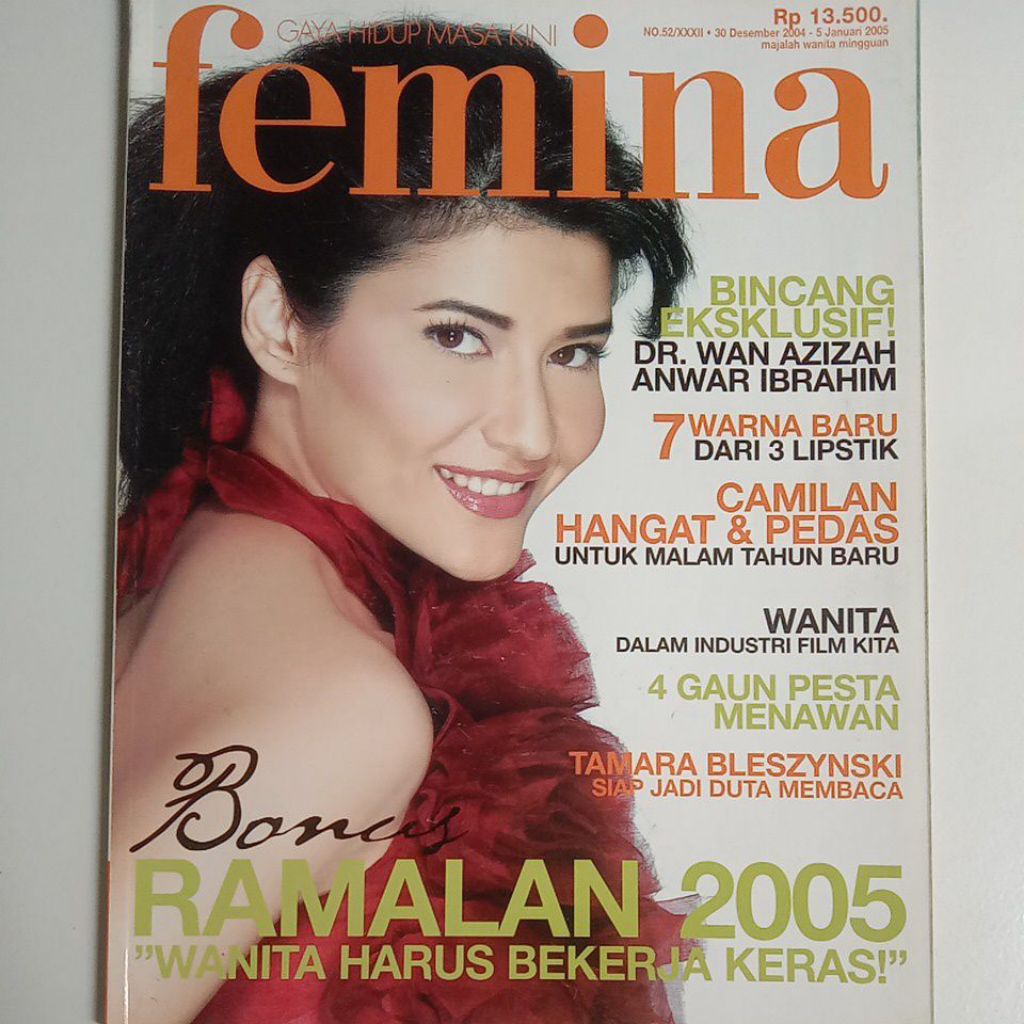 GAYA HIDUP MASA KINI
Rp 13.500.
NO.52/XXXII • 30 Desember 2004 - 5 Januari 2005
majalah wanita mingguan
femina
BINCANG
EKSKLUSIF!
DR. WAN AZIZAH
ANWAR IBRAHIM
7 WARNA BARU
DARI 3 LIPSTIK
CAMILAN
HANGAT & PEDAS
UNTUK MALAM TAHUN BARU
WANITA
DALAM INDUSTRI FILM KITA
4 GAUN PESTA
MENAWAN
TAMARA BLESZYNSKI
SIAP JADI DUTA MEMBACA
Bonus
RAMALAN 2005
"WANITA HARUS BEKERJA KERAS!"